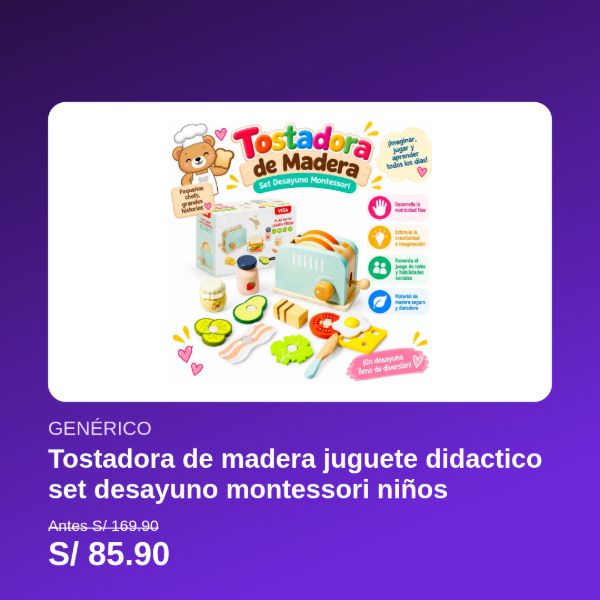 Tostadora
de Madera
Set Desayuno Montessori
¡Imaginar,
jugar y
aprender
todos los días!
Pequeños
chefs,
grandes
historias
VIGA
Desarrolla la
motricidad fina
Estimula la
creatividad
e imaginación
Fomenta el
juego de roles
y habilidades
sociales
Material de
madera seguro
y duradero
¡Un desayuno
lleno de diversión!
GENÉRICO
Tostadora de madera juguete didactico
set desayuno montessori niños
Antes S/ 169.90
S/ 85.90